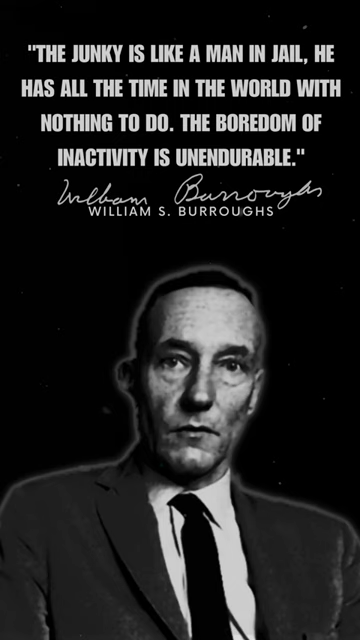 "THE JUNKY IS LIKE A MAN IN JAIL, HE
HAS ALL THE TIME IN THE WORLD WITH
NOTHING TO DO. THE BOREDOM OF
INACTIVITY IS UNENDURABLE."
William Burroughs
WILLIAM S. BURROUGHS